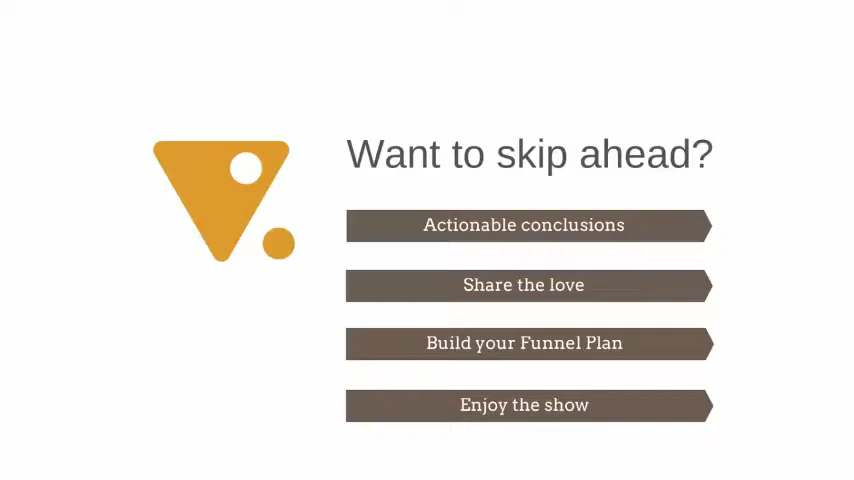 Want to skip ahead?
Actionable conclusions
Share the love
Build your Funnel Plan
Enjoy the show